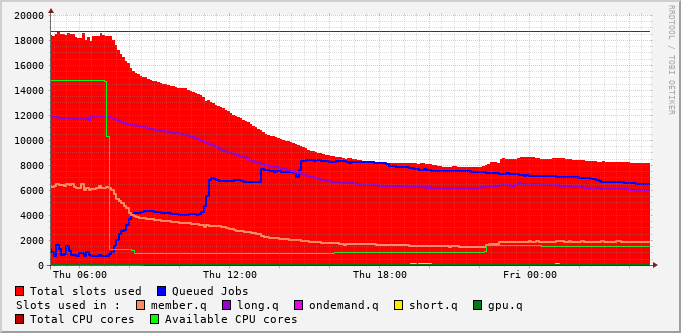 20000
18000
16000
14000
12000
10000
8000
6000
4000
2000
0
Thu 06:00 Thu 12:00 Thu 18:00 Fri 00:00
Total slots used Queued Jobs
Slots used in : member.q long.q ondemand.q short.q gpu.q
Total CPU cores Available CPU cores
RRDTOOL / TOBI OETIKER